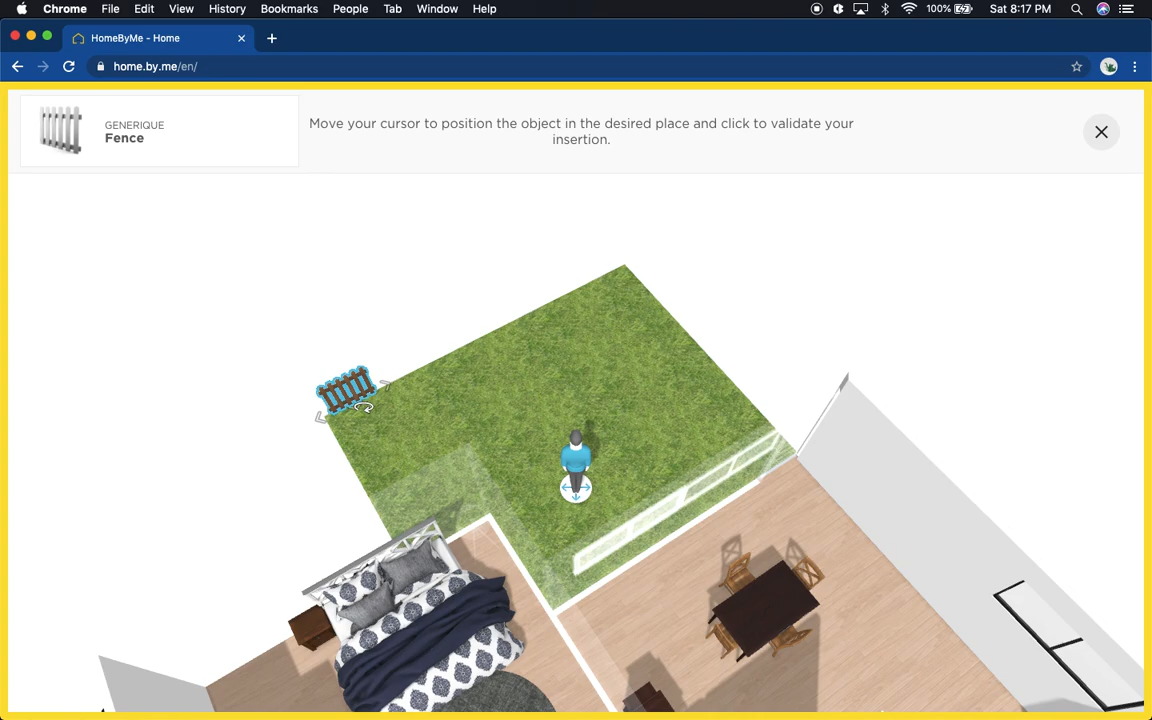 Chrome File Edit View History Bookmarks People Tab Window Help 100% Sat 8:17 PM
HomeByMe - Home
home.by.me/en/
GENERIQUE
Fence
Move your cursor to position the object in the desired place and click to validate your
insertion.